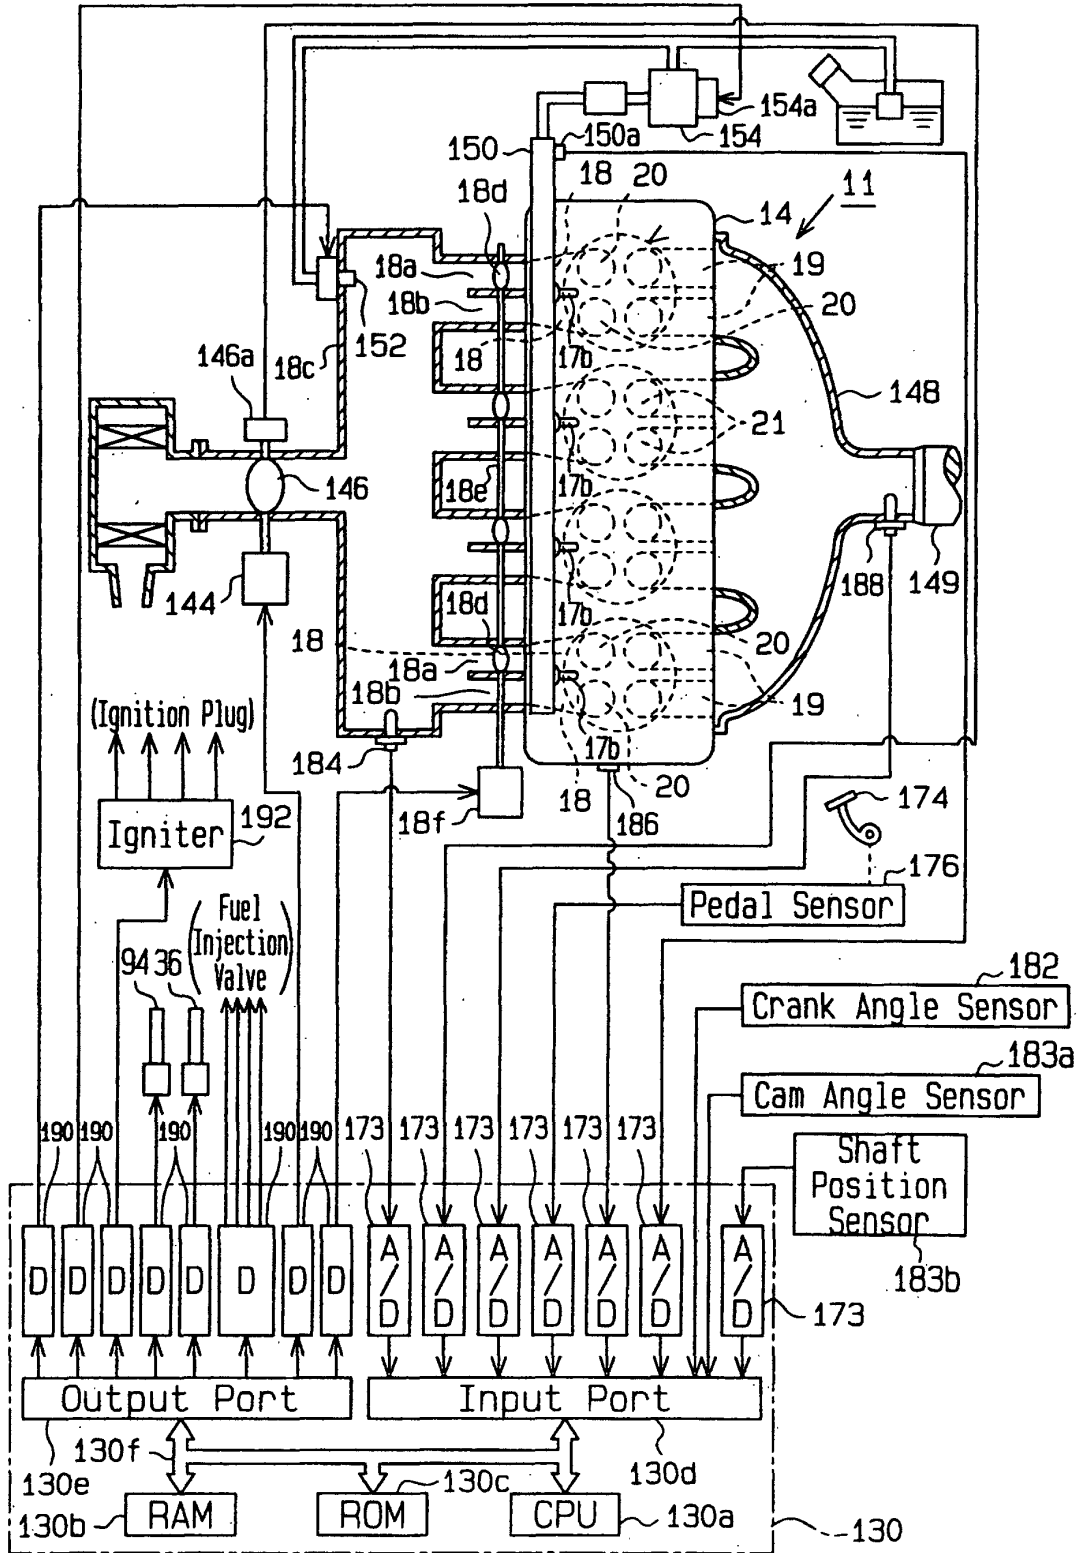 154a
154
150a
150
18
20
11
18d
14
18a
19
18b
152
18
17b
20
146a
18c
148
21
146
18e
17b
144
188
149
18d
17b
18
18a
20
18b
19
(Ignition Plug)
184
17b
18
20
174
18f
186
Igniter
192
176
Pedal Sensor
(Fuel
Injection
Valve)
94
36
182
Crank Angle Sensor
183a
Cam Angle Sensor
190
190
190
190
190
173
173
173
173
173
173
Shaft
Position
Sensor
183b
D
D
D
D
D
D
D
D
A/D
A/D
A/D
A/D
A/D
A/D
A/D
173
Output Port
Input Port
130f
130e
130c
130d
RAM
ROM
CPU
130b
130a
130